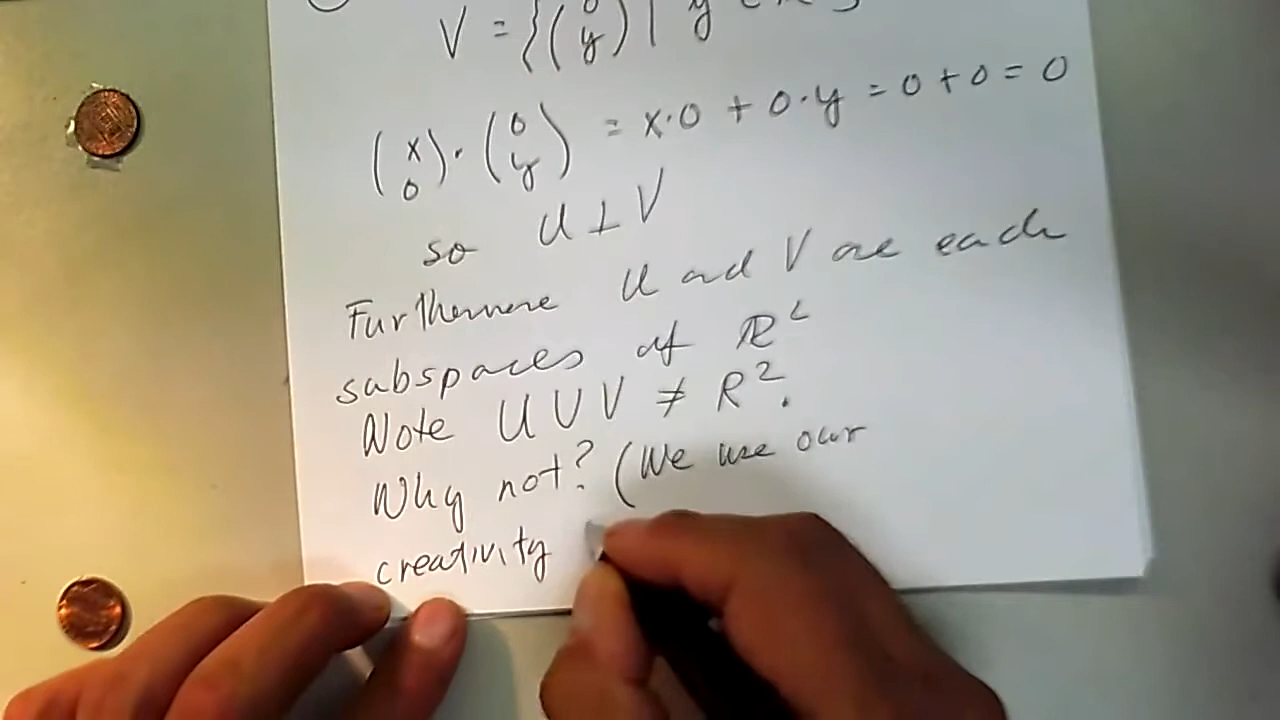 V = {(0 y) | y
(x 0) · (0 y) = x·0 + 0·y = 0 + 0 = 0
so U ⊥ V
Furthermore U and V are each
subspaces of ℝ²
Note U ∪ V ≠ R².
Why not? (We use our
creativity